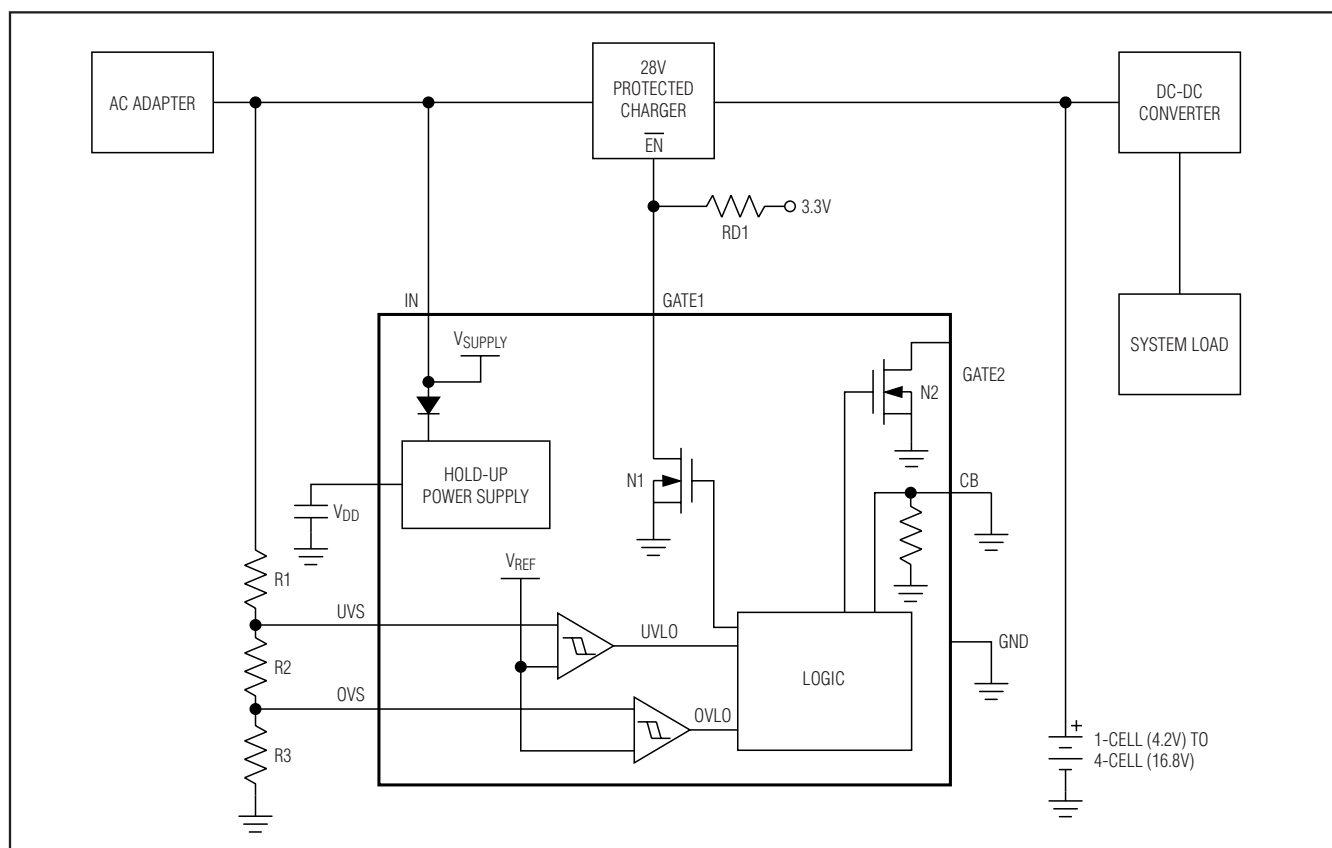 AC ADAPTER
28V
PROTECTED
CHARGER
EN
DC-DC
CONVERTER
3.3V
RD1
IN
GATE1
VSUPPLY
SYSTEM LOAD
GATE2
N2
HOLD-UP
POWER SUPPLY
N1
CB
VDD
VREF
R1
UVS
UVLO
GND
R2
LOGIC
OVS
OVLO
R3
+
1-CELL (4.2V) TO
4-CELL (16.8V)